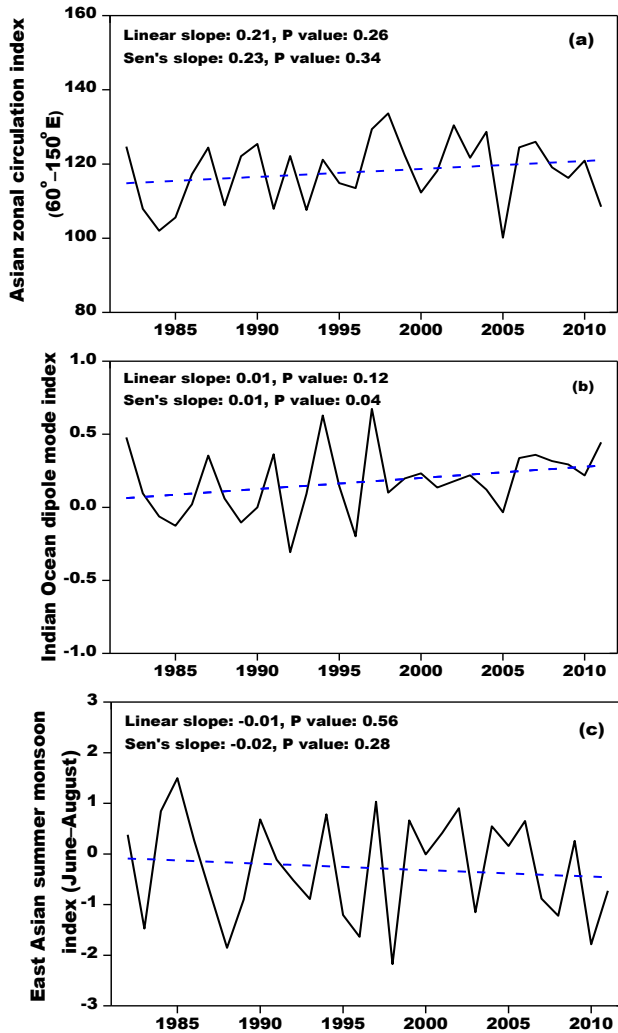 160
140
120
100
80
Asian zonal circulation index
(60°–150° E)
Linear slope: 0.21, P value: 0.26
Sen's slope: 0.23, P value: 0.34
(a)
1985 1990 1995 2000 2005 2010
1.0
0.5
0.0
-0.5
-1.0
Indian Ocean dipole mode index
Linear slope: 0.01, P value: 0.12
Sen's slope: 0.01, P value: 0.04
(b)
1985 1990 1995 2000 2005 2010
3
2
1
0
-1
-2
-3
East Asian summer monsoon
index (June–August)
Linear slope: -0.01, P value: 0.56
Sen's slope: -0.02, P value: 0.28
(c)
1985 1990 1995 2000 2005 2010